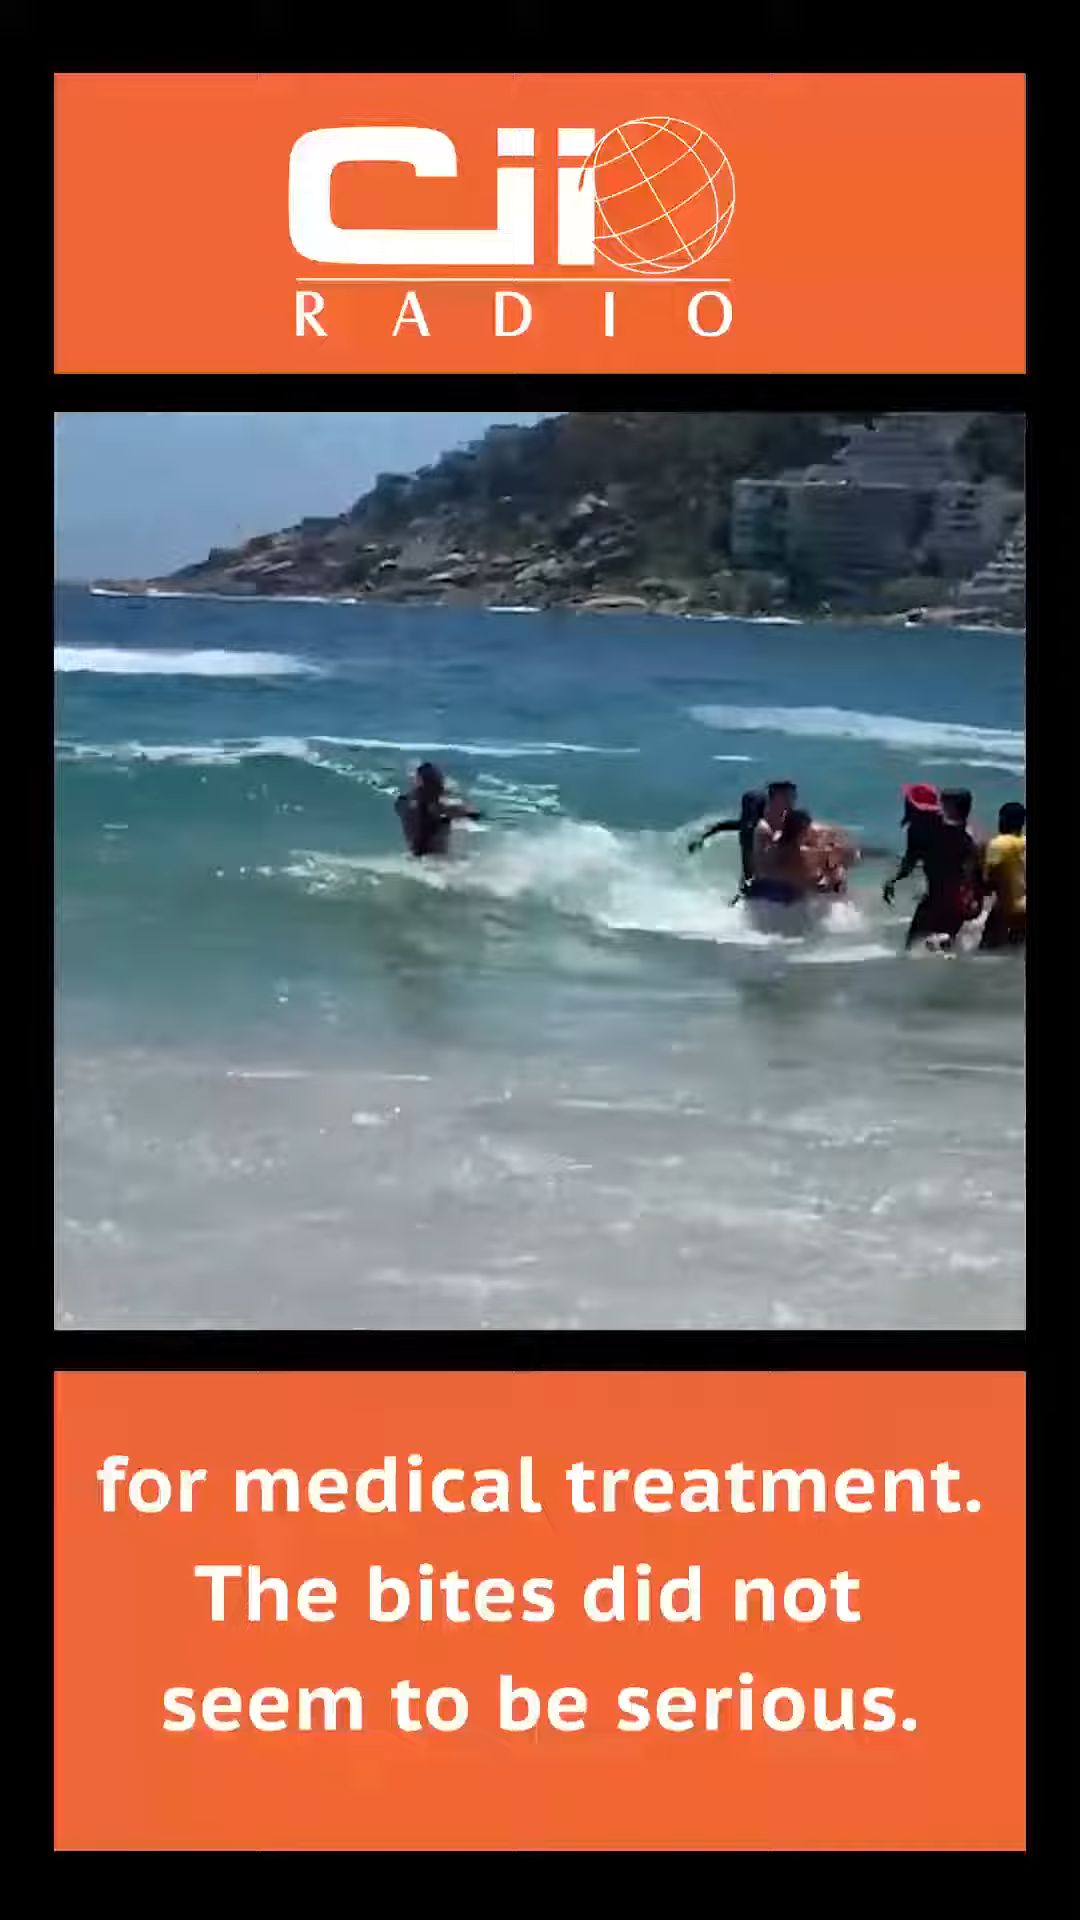 Cii
RADIO
for medical treatment.
The bites did not
seem to be serious.